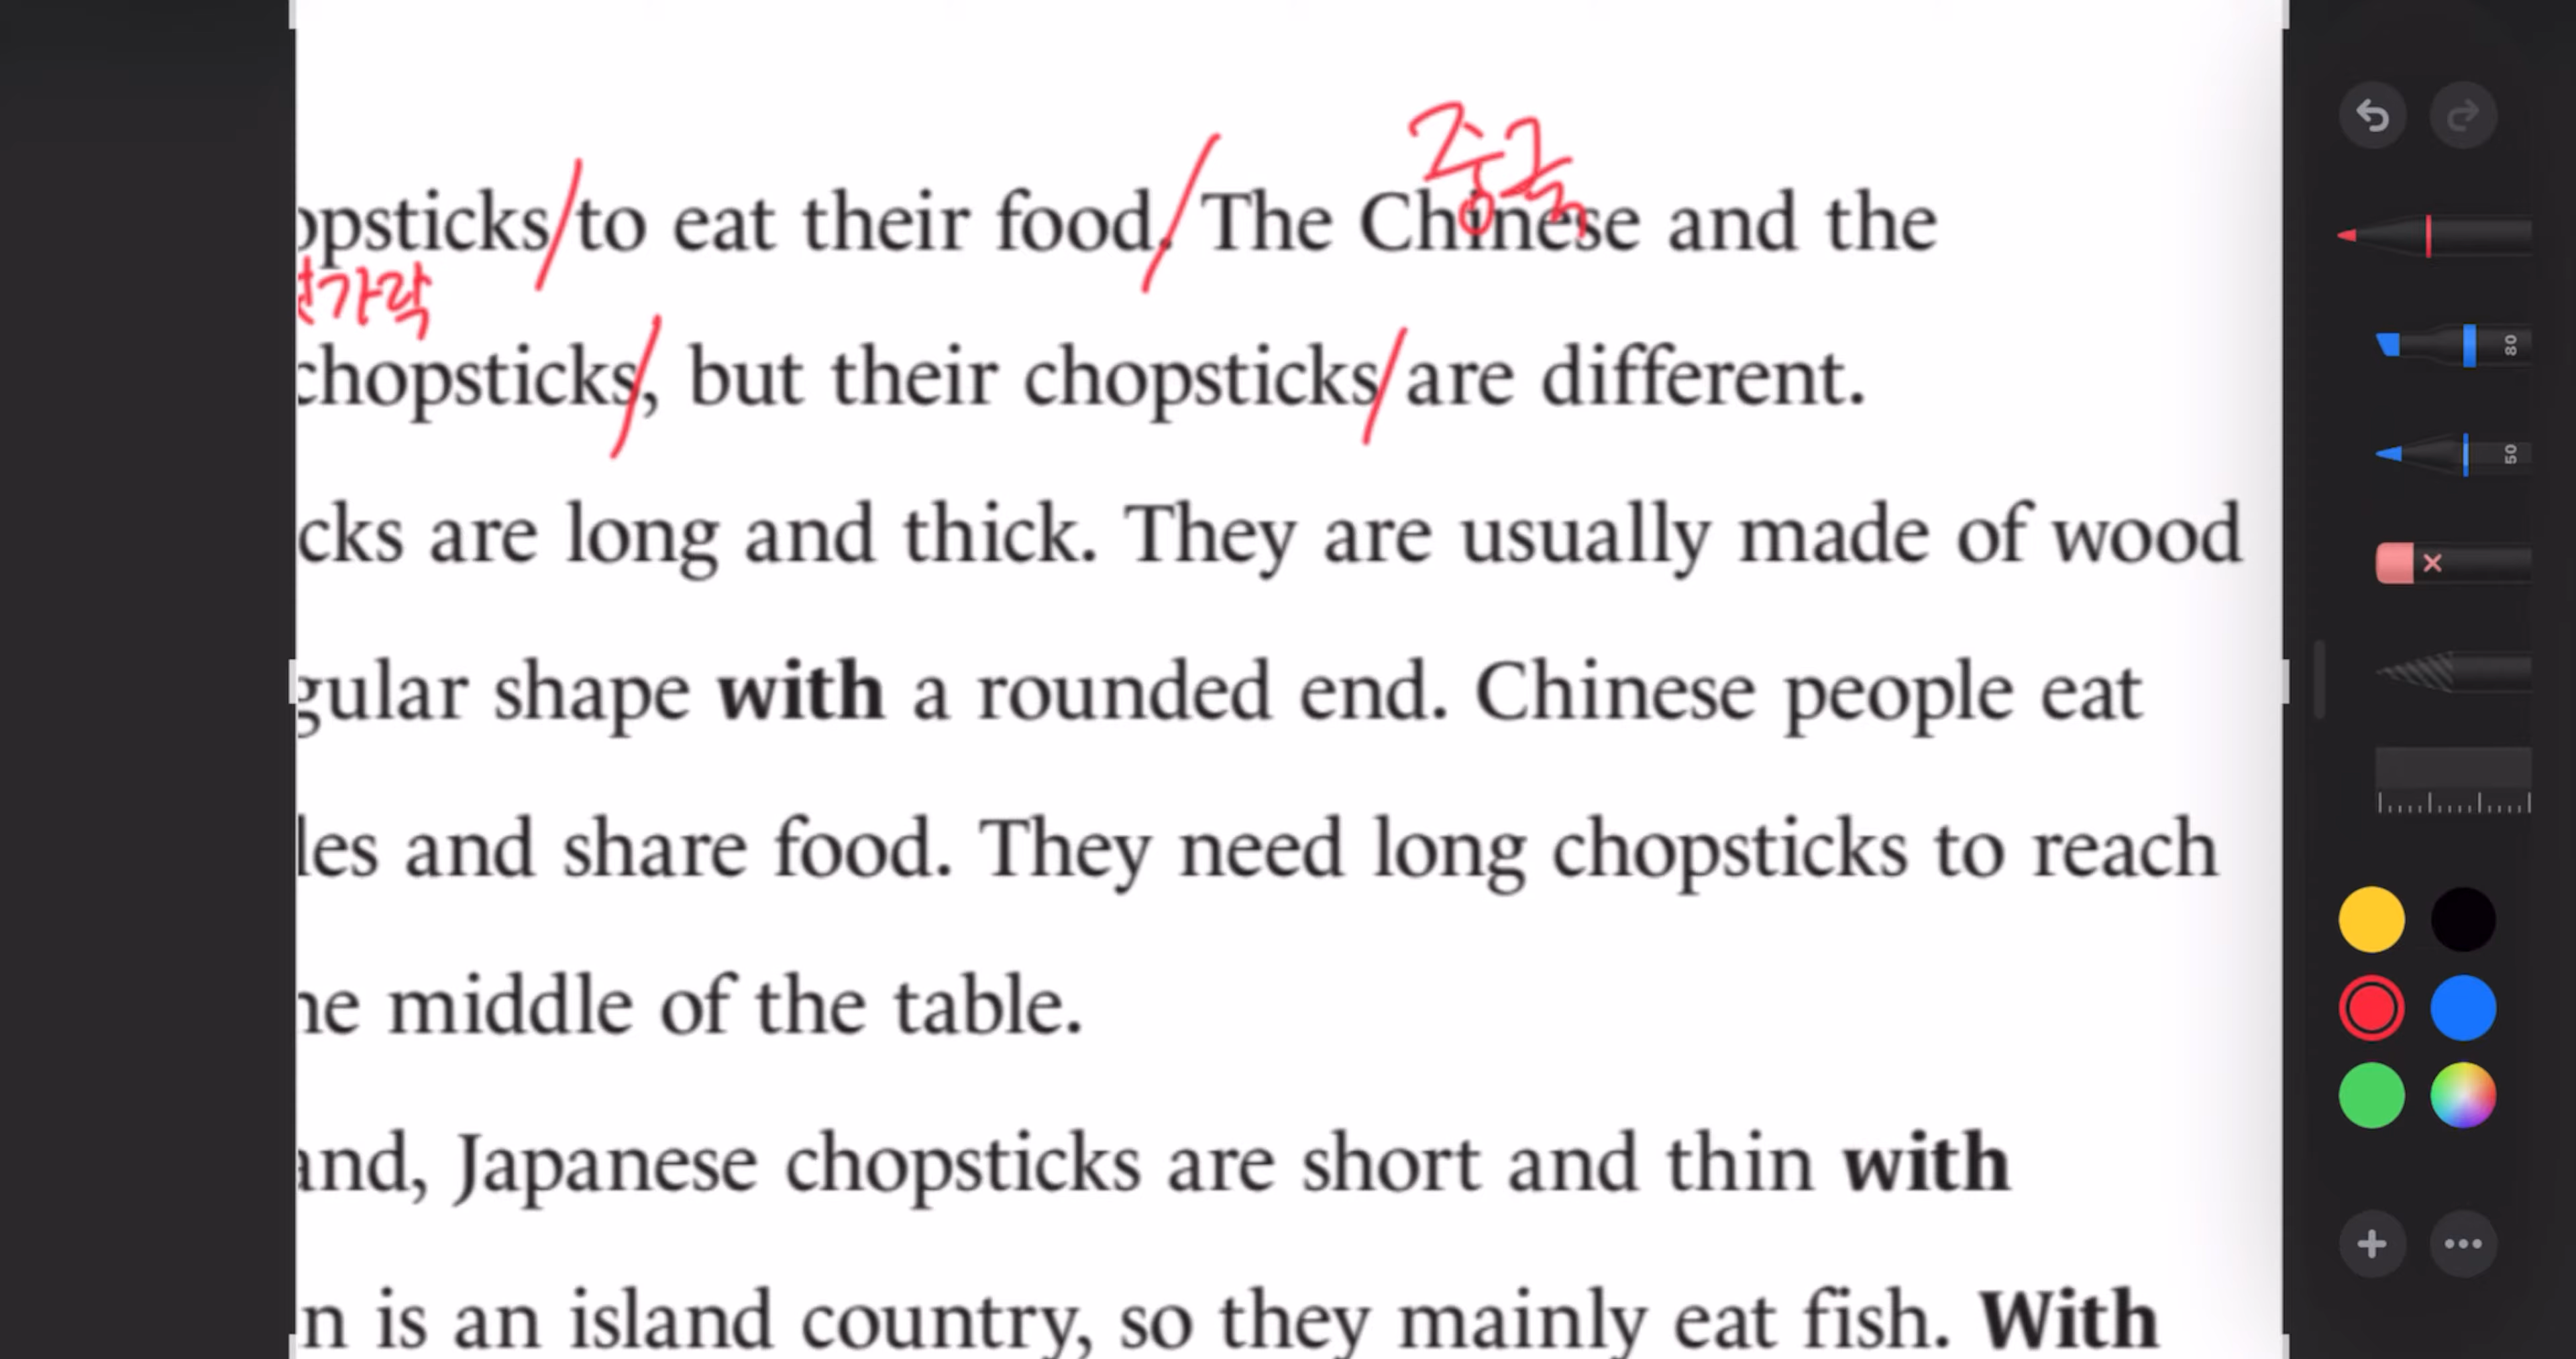 중국
opsticks to eat their food. The Chinese and the
젓가락
chopsticks, but their chopsticks are different.
cks are long and thick. They are usually made of wood
gular shape with a rounded end. Chinese people eat
les and share food. They need long chopsticks to reach
he middle of the table.
and, Japanese chopsticks are short and thin with
n is an island country, so they mainly eat fish. With
80
50